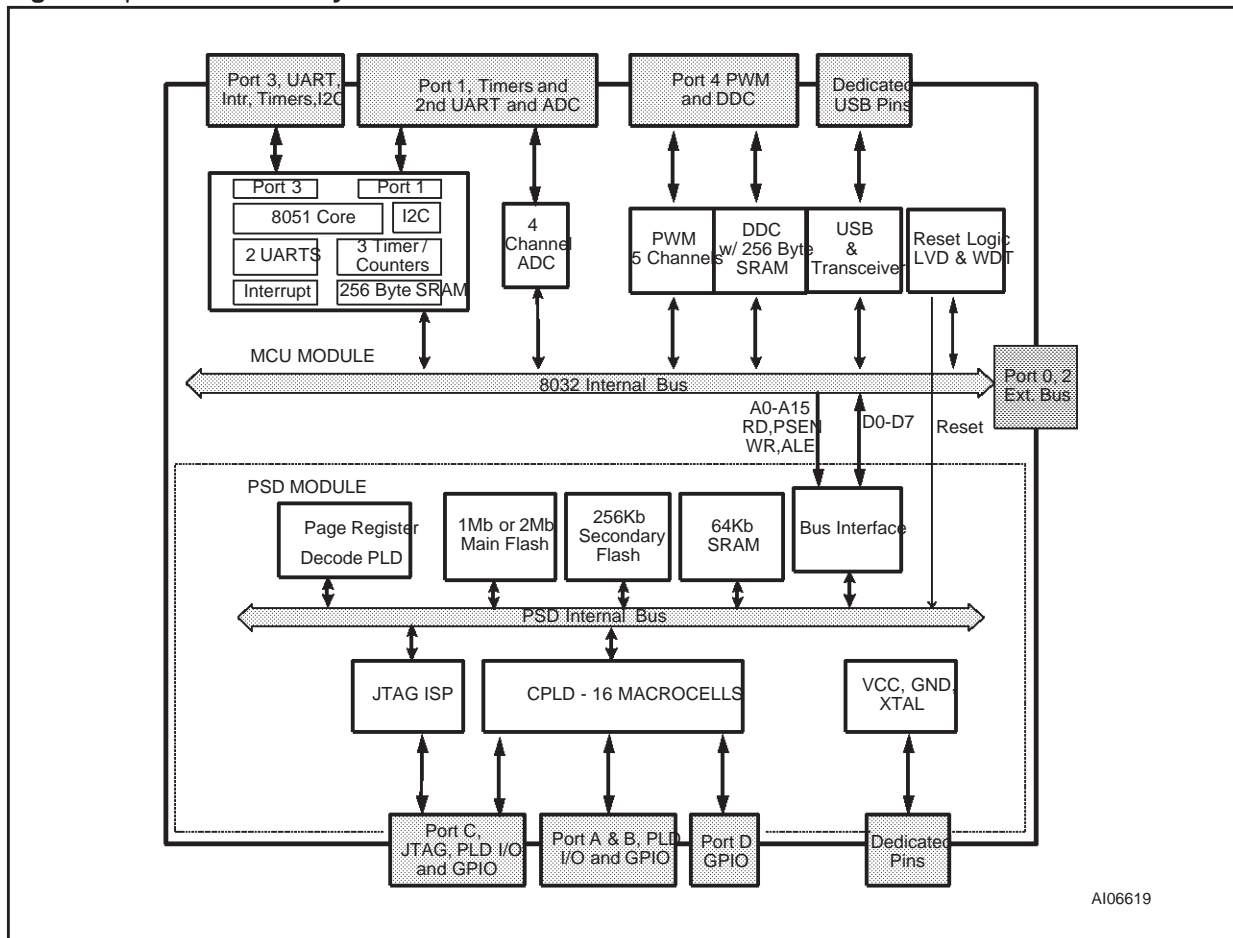 Port 3, UART,
Intr, Timers,I2C
Port 1, Timers and
2nd UART and ADC
Port 4 PWM
and DDC
Dedicated
USB Pins
Port 3
Port 1
8051 Core
I2C
2 UARTS
3 Timer /
Counters
Interrupt
256 Byte SRAM
4
Channel
ADC
PWM
5 Channels
DDC
w/ 256 Byte
SRAM
USB
&
Transceiver
Reset Logic
LVD & WDT
MCU MODULE
8032 Internal Bus
Port 0, 2
Ext. Bus
A0-A15
RD,PSEN
WR,ALE
D0-D7
Reset
PSD MODULE
Page Register
Decode PLD
1Mb or 2Mb
Main Flash
256Kb
Secondary
Flash
64Kb
SRAM
Bus Interface
PSD Internal Bus
JTAG ISP
CPLD - 16 MACROCELLS
VCC, GND,
XTAL
Port C,
JTAG, PLD I/O
and GPIO
Port A & B, PLD
I/O and GPIO
Port D
GPIO
Dedicated
Pins
AI06619